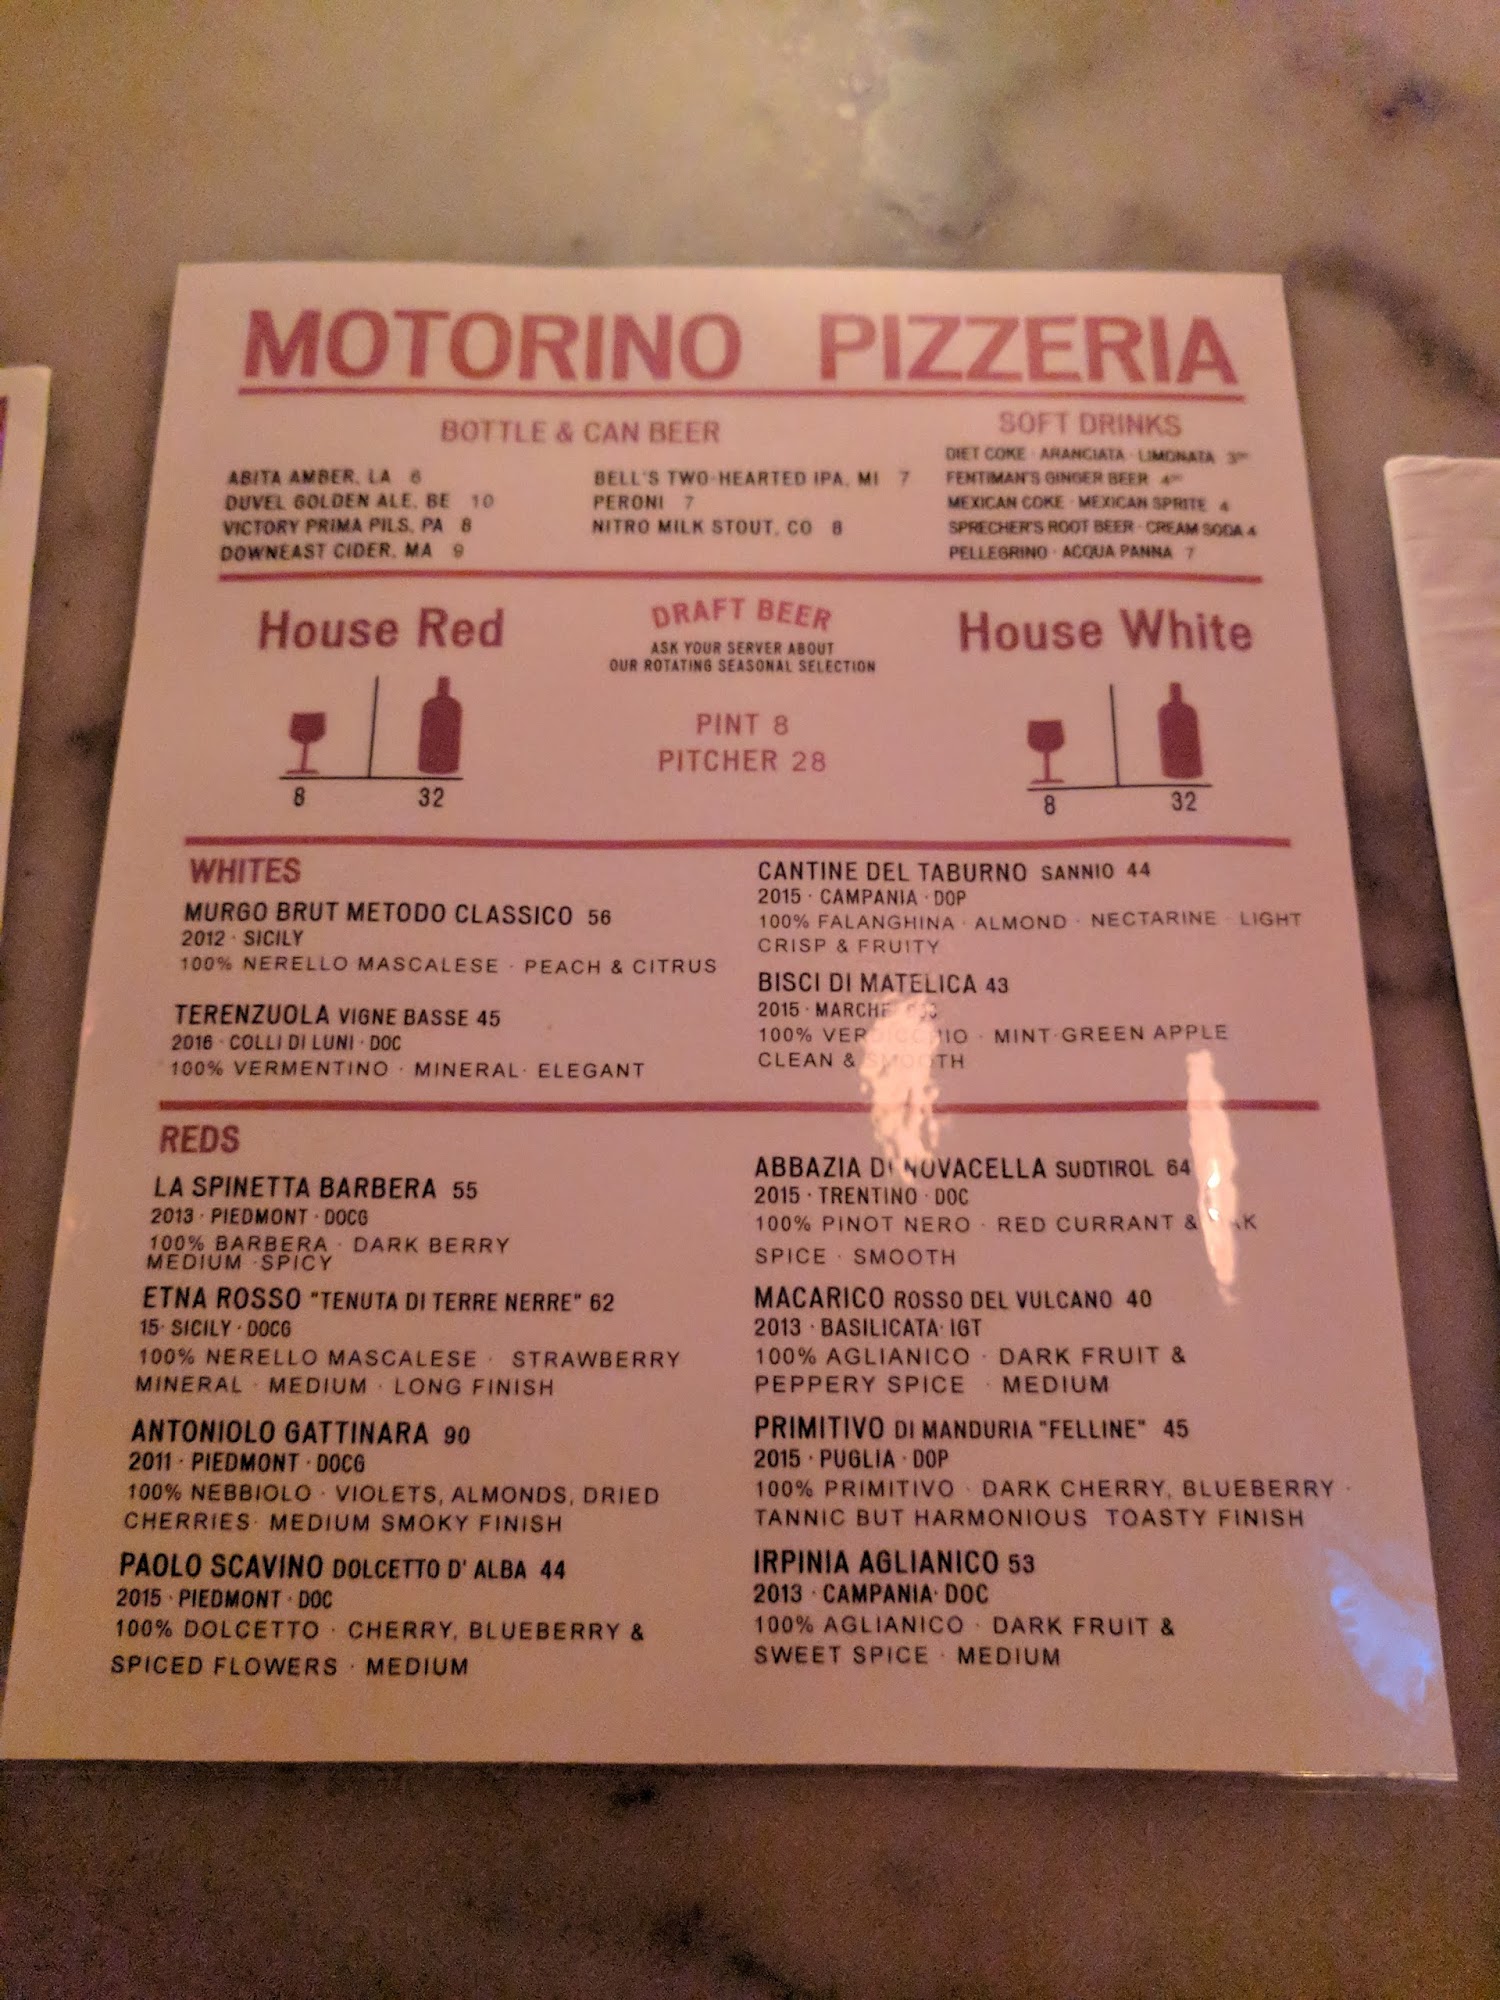 MOTORINO PIZZERIA
BOTTLE & CAN BEER
ABITA AMBER, LA 6
DUVEL GOLDEN ALE, BE 10
VICTORY PRIMA PILS, PA 8
DOWNEAST CIDER, MA 9
BELL'S TWO-HEARTED IPA, MI 7
PERONI 7
NITRO MILK STOUT, CO 8
SOFT DRINKS
DIET COKE · ARANCIATA · LIMONATA
FENTIMAN'S GINGER BEER
MEXICAN COKE · MEXICAN SPRITE 4
SPRECHER'S ROOT BEER · CREAM SODA 4
PELLEGRINO · ACQUA PANNA 7
House Red
8 32
DRAFT BEER
ASK YOUR SERVER ABOUT
OUR ROTATING SEASONAL SELECTION
PINT 8
PITCHER 28
House White
8 32
WHITES
MURGO BRUT METODO CLASSICO 56
2012 · SICILY
100% NERELLO MASCALESE · PEACH & CITRUS
TERENZUOLA VIGNE BASSE 45
2016 · COLLI DI LUNI · DOC
100% VERMENTINO · MINERAL· ELEGANT
CANTINE DEL TABURNO SANNIO 44
2015 · CAMPANIA · DOP
100% FALANGHINA · ALMOND · NECTARINE · LIGHT
CRISP & FRUITY
BISCI DI MATELICA 43
2015 · MARCHE
100% VERDICCHIO · MINT·GREEN APPLE
CLEAN & SMOOTH
REDS
LA SPINETTA BARBERA 55
2013 · PIEDMONT · DOCG
100% BARBERA · DARK BERRY
MEDIUM ·SPICY
ETNA ROSSO "TENUTA DI TERRE NERRE" 62
15· SICILY · DOCG
100% NERELLO MASCALESE · STRAWBERRY
MINERAL · MEDIUM · LONG FINISH
ANTONIOLO GATTINARA 90
2011 · PIEDMONT · DOCG
100% NEBBIOLO · VIOLETS, ALMONDS, DRIED
CHERRIES· MEDIUM SMOKY FINISH
PAOLO SCAVINO DOLCETTO D' ALBA 44
2015 · PIEDMONT · DOC
100% DOLCETTO · CHERRY, BLUEBERRY &
SPICED FLOWERS · MEDIUM
ABBAZIA DI NOVACELLA SUDTIROL 64
2015 · TRENTINO · DOC
100% PINOT NERO · RED CURRANT &
SPICE · SMOOTH
MACARICO ROSSO DEL VULCANO 40
2013 · BASILICATA· IGT
100% AGLIANICO · DARK FRUIT &
PEPPERY SPICE · MEDIUM
PRIMITIVO DI MANDURIA "FELLINE" 45
2015 · PUGLIA · DOP
100% PRIMITIVO · DARK CHERRY, BLUEBERRY ·
TANNIC BUT HARMONIOUS TOASTY FINISH
IRPINIA AGLIANICO 53
2013 · CAMPANIA· DOC
100% AGLIANICO · DARK FRUIT &
SWEET SPICE · MEDIUM